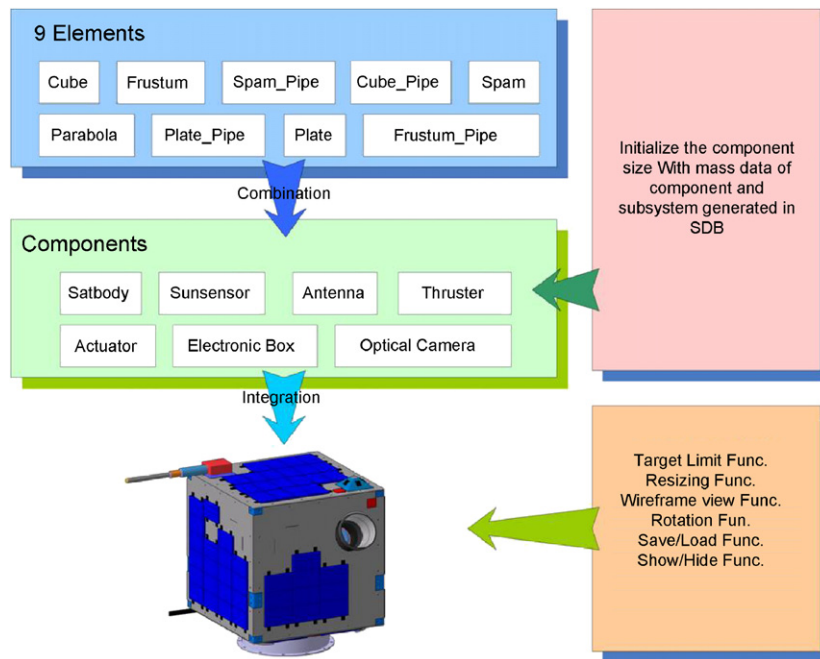 9 Elements
Cube
Frustum
Spam_Pipe
Cube_Pipe
Spam
Parabola
Plate_Pipe
Plate
Frustum_Pipe
Combination
Components
Satbody
Sunsensor
Antenna
Thruster
Actuator
Electronic Box
Optical Camera
Integration
Initialize the component
size With mass data of
component and
subsystem generated in
SDB
Target Limit Func.
Resizing Func.
Wireframe view Func.
Rotation Fun.
Save/Load Func.
Show/Hide Func.